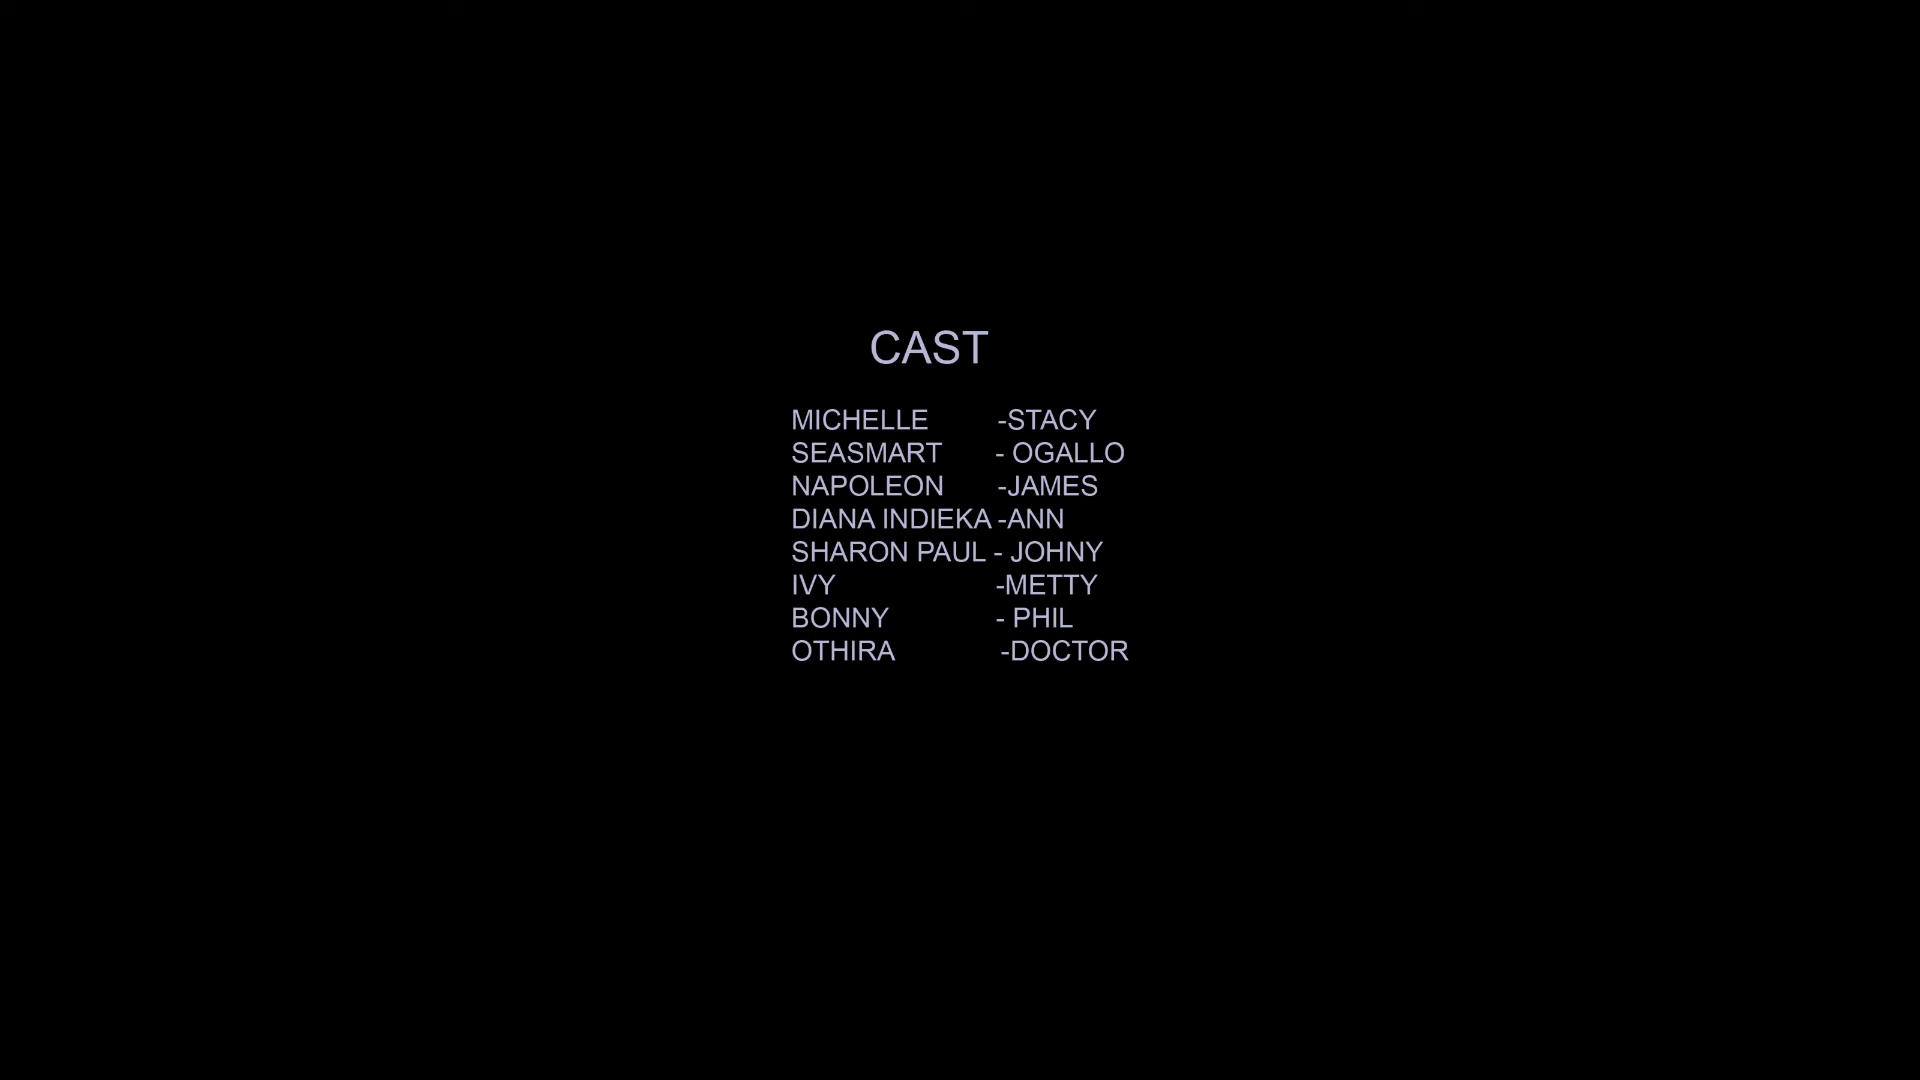 CAST
MICHELLE -STACY
SEASMART - OGALLO
NAPOLEON -JAMES
DIANA INDIEKA -ANN
SHARON PAUL - JOHNY
IVY -METTY
BONNY - PHIL
OTHIRA -DOCTOR